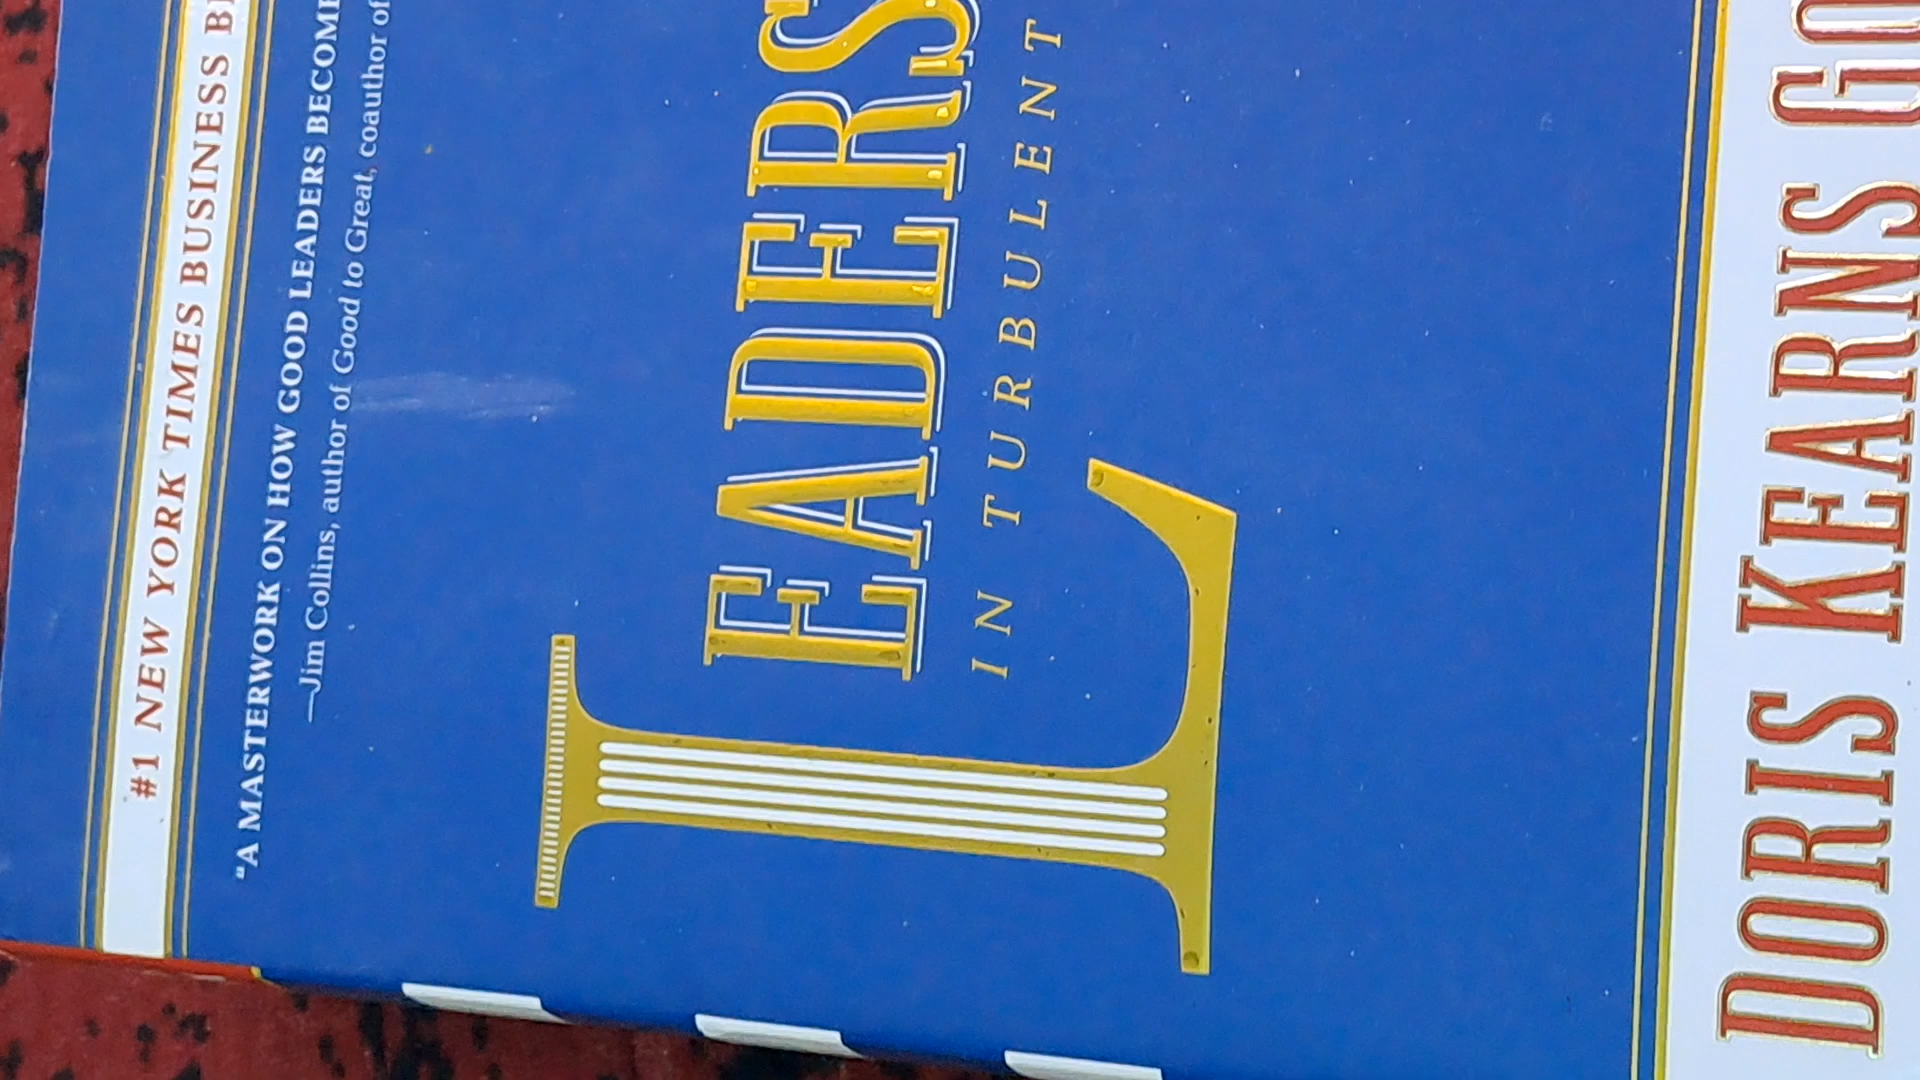 #1 NEW YORK TIMES BUSINESS
"A MASTERWORK ON HOW GOOD LEADERS BECOME
—Jim Collins, author of Good to Great, coauthor of
LEADERS
IN TURBULENT
DORIS KEARNS